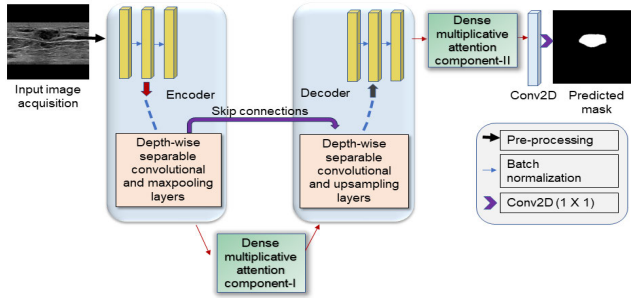 Input image
acquisition
Encoder
Depth-wise
separable
convolutional
and maxpooling
layers
Skip connections
Decoder
Depth-wise
separable
convolutional
and upsampling
layers
Dense
multiplicative
attention
component-I
Dense
multiplicative
attention
component-II
Conv2D
Predicted
mask
Pre-processing
Batch
normalization
Conv2D (1 X 1)